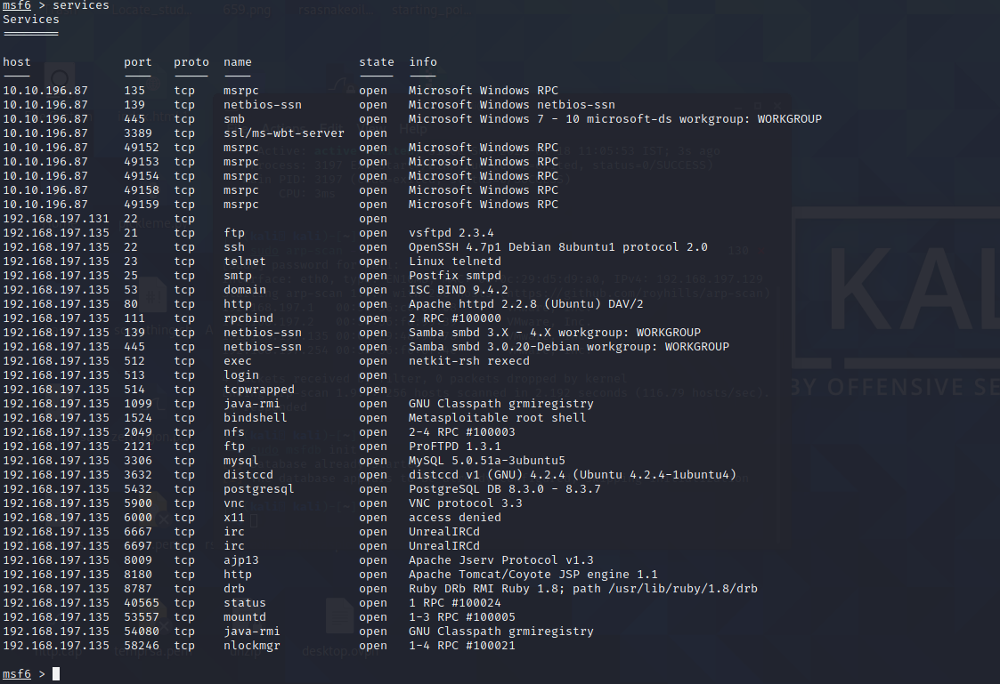 msf6 > services
Services
========
host port proto name state info
---- ---- ----- ---- ----- ----
10.10.196.87 135 tcp msrpc open Microsoft Windows RPC
10.10.196.87 139 tcp netbios-ssn open Microsoft Windows netbios-ssn
10.10.196.87 445 tcp smb open Microsoft Windows 7 - 10 microsoft-ds workgroup: WORKGROUP
10.10.196.87 3389 tcp ssl/ms-wbt-server open
10.10.196.87 49152 tcp msrpc open Microsoft Windows RPC
10.10.196.87 49153 tcp msrpc open Microsoft Windows RPC
10.10.196.87 49154 tcp msrpc open Microsoft Windows RPC
10.10.196.87 49158 tcp msrpc open Microsoft Windows RPC
10.10.196.87 49159 tcp msrpc open Microsoft Windows RPC
192.168.197.131 22 tcp open
192.168.197.135 21 tcp ftp open vsftpd 2.3.4
192.168.197.135 22 tcp ssh open OpenSSH 4.7p1 Debian 8ubuntu1 protocol 2.0
192.168.197.135 23 tcp telnet open Linux telnetd
192.168.197.135 25 tcp smtp open Postfix smtpd
192.168.197.135 53 tcp domain open ISC BIND 9.4.2
192.168.197.135 80 tcp http open Apache httpd 2.2.8 (Ubuntu) DAV/2
192.168.197.135 111 tcp rpcbind open 2 RPC #100000
192.168.197.135 139 tcp netbios-ssn open Samba smbd 3.X - 4.X workgroup: WORKGROUP
192.168.197.135 445 tcp netbios-ssn open Samba smbd 3.0.20-Debian workgroup: WORKGROUP
192.168.197.135 512 tcp exec open netkit-rsh rexecd
192.168.197.135 513 tcp login open
192.168.197.135 514 tcp tcpwrapped open
192.168.197.135 1099 tcp java-rmi open GNU Classpath grmiregistry
192.168.197.135 1524 tcp bindshell open Metasploitable root shell
192.168.197.135 2049 tcp nfs open 2-4 RPC #100003
192.168.197.135 2121 tcp ftp open ProFTPD 1.3.1
192.168.197.135 3306 tcp mysql open MySQL 5.0.51a-3ubuntu5
192.168.197.135 3632 tcp distccd open distccd v1 (GNU) 4.2.4 (Ubuntu 4.2.4-1ubuntu4)
192.168.197.135 5432 tcp postgresql open PostgreSQL DB 8.3.0 - 8.3.7
192.168.197.135 5900 tcp vnc open VNC protocol 3.3
192.168.197.135 6000 tcp x11 open access denied
192.168.197.135 6667 tcp irc open UnrealIRCd
192.168.197.135 6697 tcp irc open UnrealIRCd
192.168.197.135 8009 tcp ajp13 open Apache Jserv Protocol v1.3
192.168.197.135 8180 tcp http open Apache Tomcat/Coyote JSP engine 1.1
192.168.197.135 8787 tcp drb open Ruby DRb RMI Ruby 1.8; path /usr/lib/ruby/1.8/drb
192.168.197.135 40565 tcp status open 1 RPC #100024
192.168.197.135 53557 tcp mountd open 1-3 RPC #100005
192.168.197.135 54080 tcp java-rmi open GNU Classpath grmiregistry
192.168.197.135 58246 tcp nlockmgr open 1-4 RPC #100021
msf6 >
KAL
BY OFFENSIVE SE